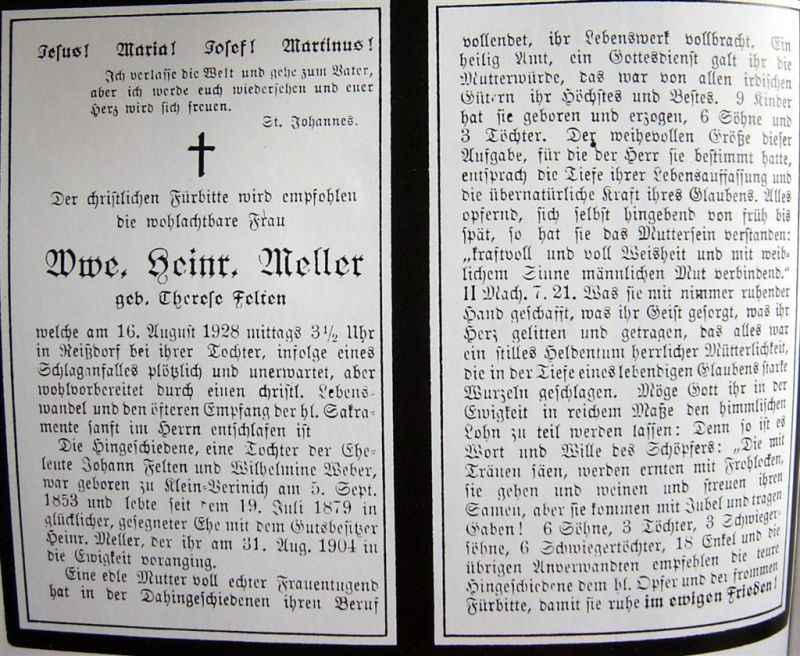 Jesus! Maria! Josef! Martinus!
Ich verlasse die Welt und gehe zum Vater,
aber ich werde euch wiedersehen und euer
Herz wird sich freuen.
St. Johannes.
Der christlichen Fürbitte wird empfohlen
die wohlachtbare Frau
Wwe. Heinr. Meller
geb. Therese Felten
welche am 16. August 1928 mittags 3 1/2 Uhr
in Reißdorf bei ihrer Tochter, infolge eines
Schlaganfalles plötzlich und unerwartet, aber
wohlvorbereitet durch einen christl. Lebens-
wandel und den öfteren Empfang der hl. Sakra-
mente sanft im Herrn entschlafen ist
Die Hingeschiedene, eine Tochter der Ehe-
leute Johann Felten und Wilhelmine Weber,
war geboren zu Klein-Vernich am 5. Sept.
1853 und lebte seit dem 19. Juli 1879 in
glücklicher, gesegneter Ehe mit dem Gutsbesitzer
Heinr. Meller, der ihr am 31. Aug. 1904 in
die Ewigkeit voranging.
Eine edle Mutter voll echter Frauentugend
hat in der Dahingeschiedenen ihren Beruf
vollendet, ihr Lebenswerk vollbracht. Ein
heilig Amt, ein Gottesdienst galt ihr die
Mutterwürde, das war von allen irdischen
Gütern ihr Höchstes und Bestes. 9 Kinder
hat sie geboren und erzogen, 6 Söhne und
3 Töchter. Der weihevollen Größe dieser
Aufgabe, für die der Herr sie bestimmt hatte,
entsprach die Tiefe ihrer Lebensauffassung und
die übernatürliche Kraft ihres Glaubens. Alles
opfernd, sich selbst hingebend von früh bis
spät, so hat sie das Muttersein verstanden:
„kraftvoll und voll Weisheit und mit weib-
lichem Sinne männlichen Mut verbindend."
II Mach. 7. 21. Was sie mit nimmer ruhender
Hand geschafft, was ihr Geist gesorgt, was ihr
Herz gelitten und getragen, das alles war
ein stilles Heldentum herrlicher Mütterlichkeit,
die in der Tiefe eines lebendigen Glaubens starke
Wurzeln geschlagen. Möge Gott ihr in der
Ewigkeit in reichem Maße den himmlischen
Lohn zu teil werden lassen: Denn so ist es
Wort und Wille des Schöpfers: „Die mit
Tränen säen, werden ernten mit Frohlocken,
sie gehen und weinen und streuen ihren
Samen, aber sie kommen mit Jubel und tragen
Gaben! 6 Söhne, 3 Töchter, 3 Schwieger-
söhne, 6 Schwiegertöchter, 18 Enkel und die
übrigen Anverwandten empfehlen die teure
Hingeschiedene dem hl. Opfer und der frommen
Fürbitte, damit sie ruhe im ewigen Frieden!